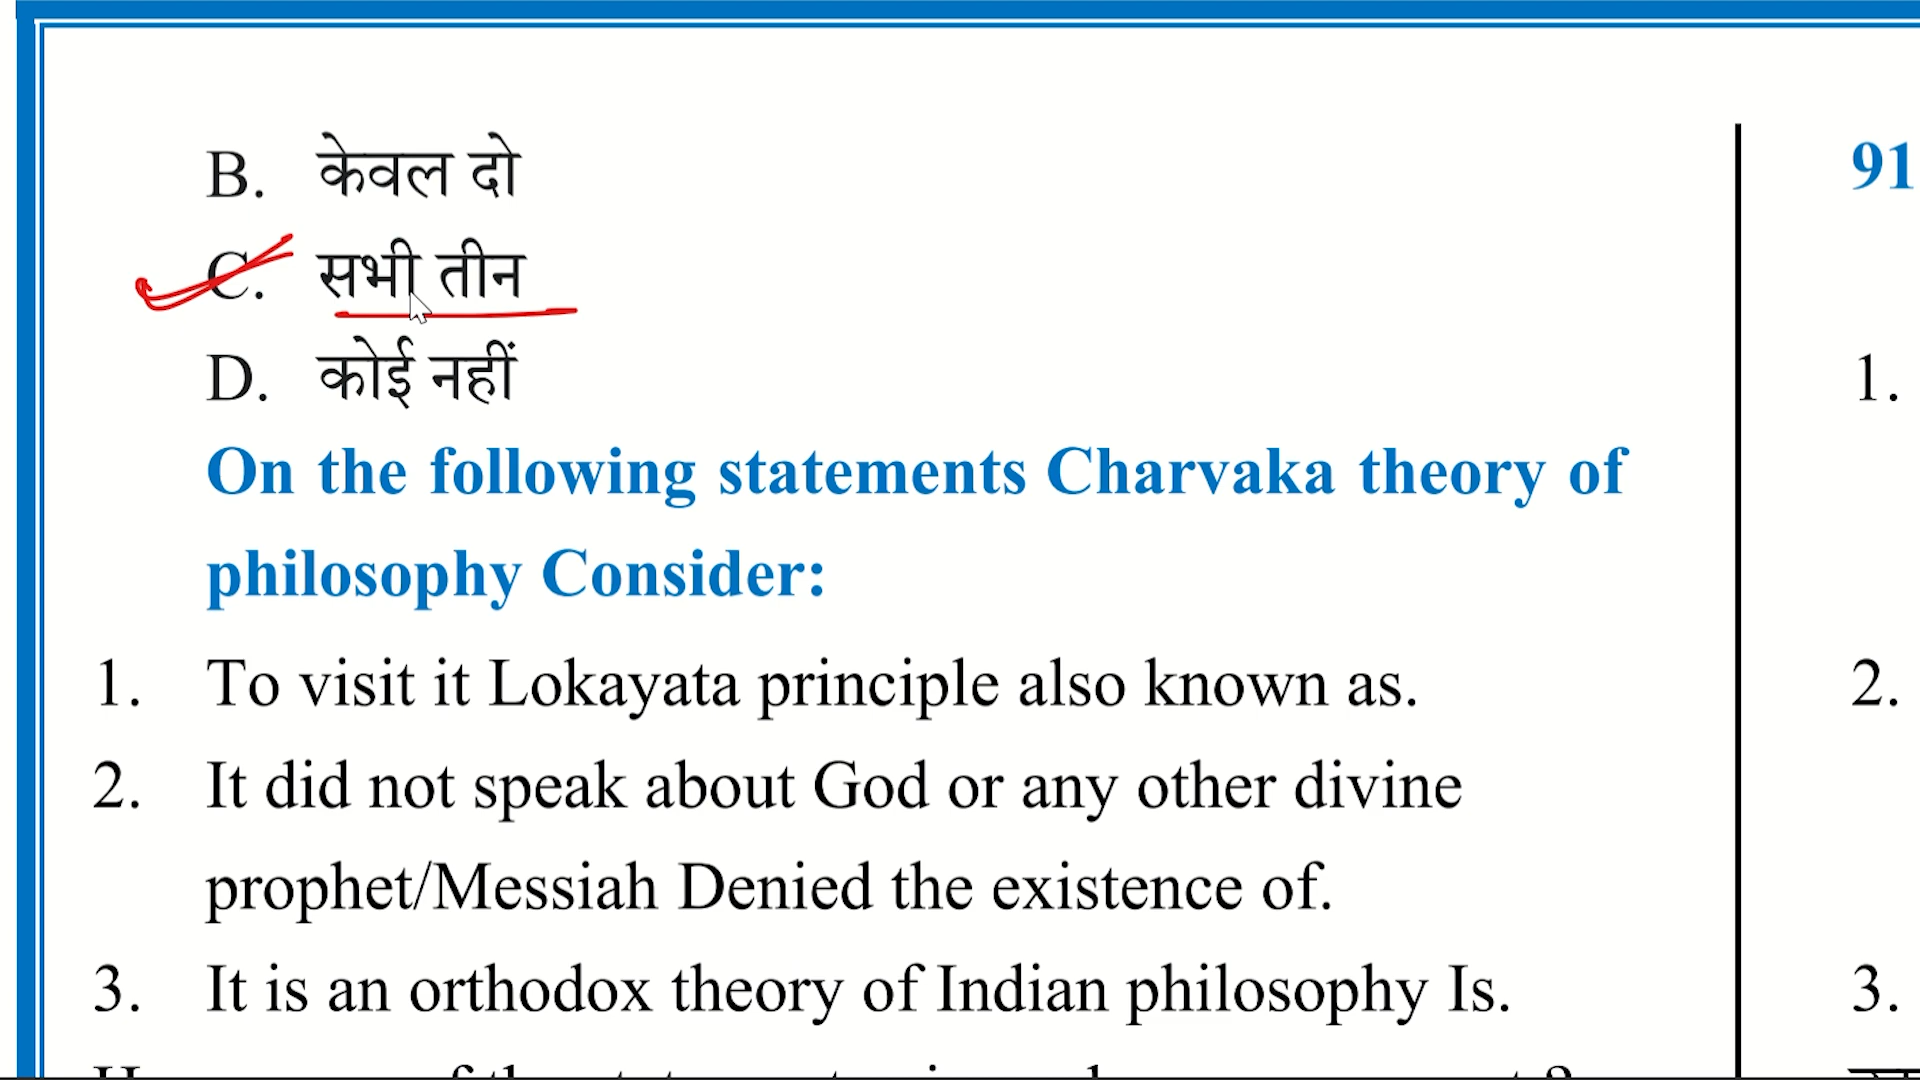 B. केवल दो
C. सभी तीन
D. कोई नहीं
On the following statements Charvaka theory of
philosophy Consider:
1. To visit it Lokayata principle also known as.
2. It did not speak about God or any other divine
prophet/Messiah Denied the existence of.
3. It is an orthodox theory of Indian philosophy Is.
91
1.
2.
3.